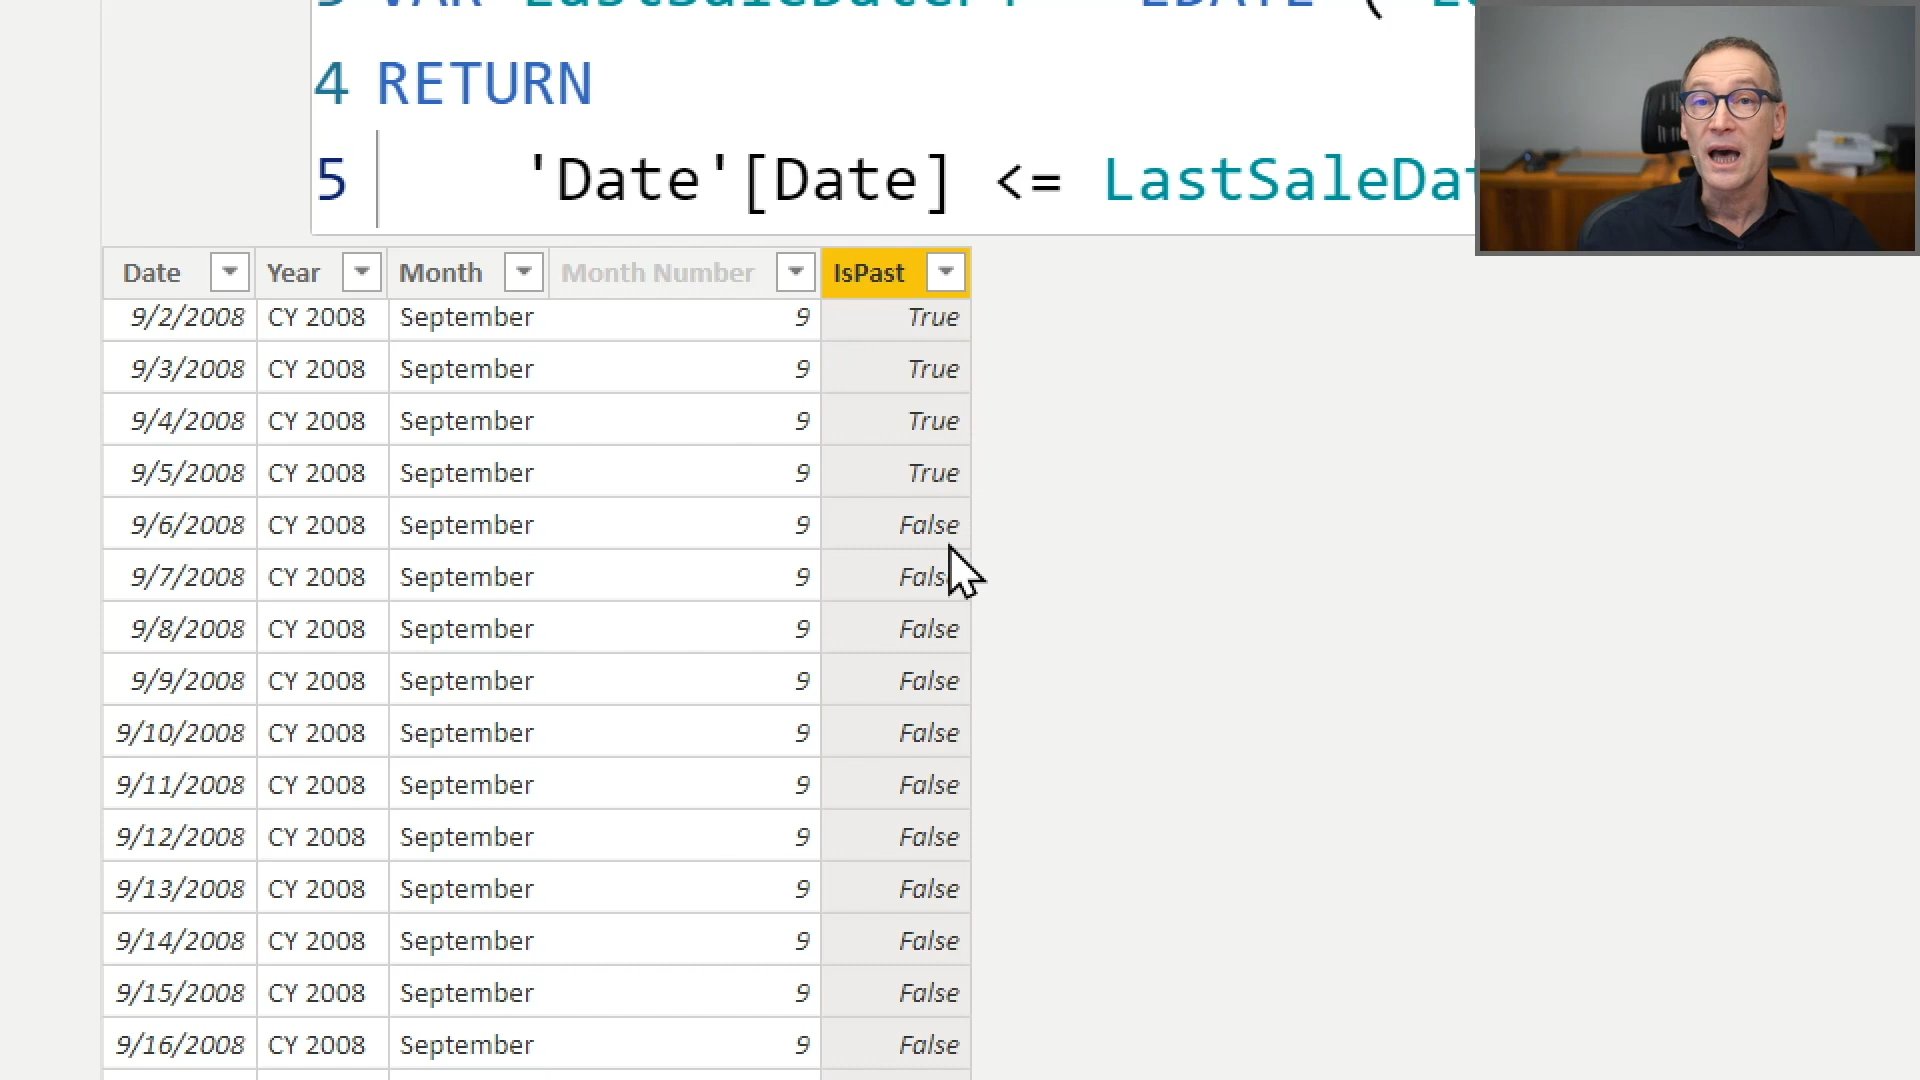 4 RETURN
5 'Date'[Date] <= LastSaleDat
Date Year Month Month Number IsPast
9/2/2008 CY 2008 September 9 True
9/3/2008 CY 2008 September 9 True
9/4/2008 CY 2008 September 9 True
9/5/2008 CY 2008 September 9 True
9/6/2008 CY 2008 September 9 False
9/7/2008 CY 2008 September 9 Fals
9/8/2008 CY 2008 September 9 False
9/9/2008 CY 2008 September 9 False
9/10/2008 CY 2008 September 9 False
9/11/2008 CY 2008 September 9 False
9/12/2008 CY 2008 September 9 False
9/13/2008 CY 2008 September 9 False
9/14/2008 CY 2008 September 9 False
9/15/2008 CY 2008 September 9 False
9/16/2008 CY 2008 September 9 False